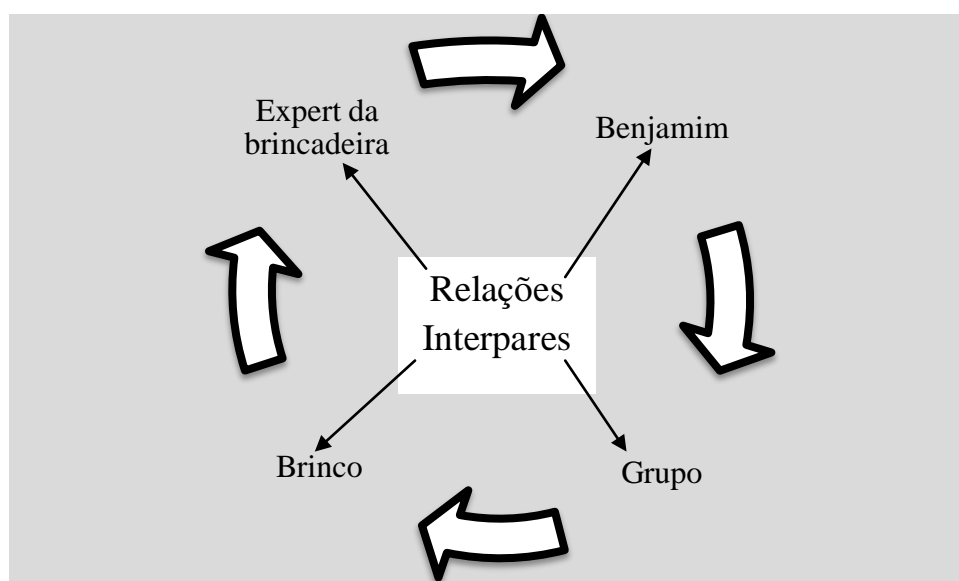 Expert da
brincadeira
Benjamim
Relações
Interpares
Brinco
Grupo